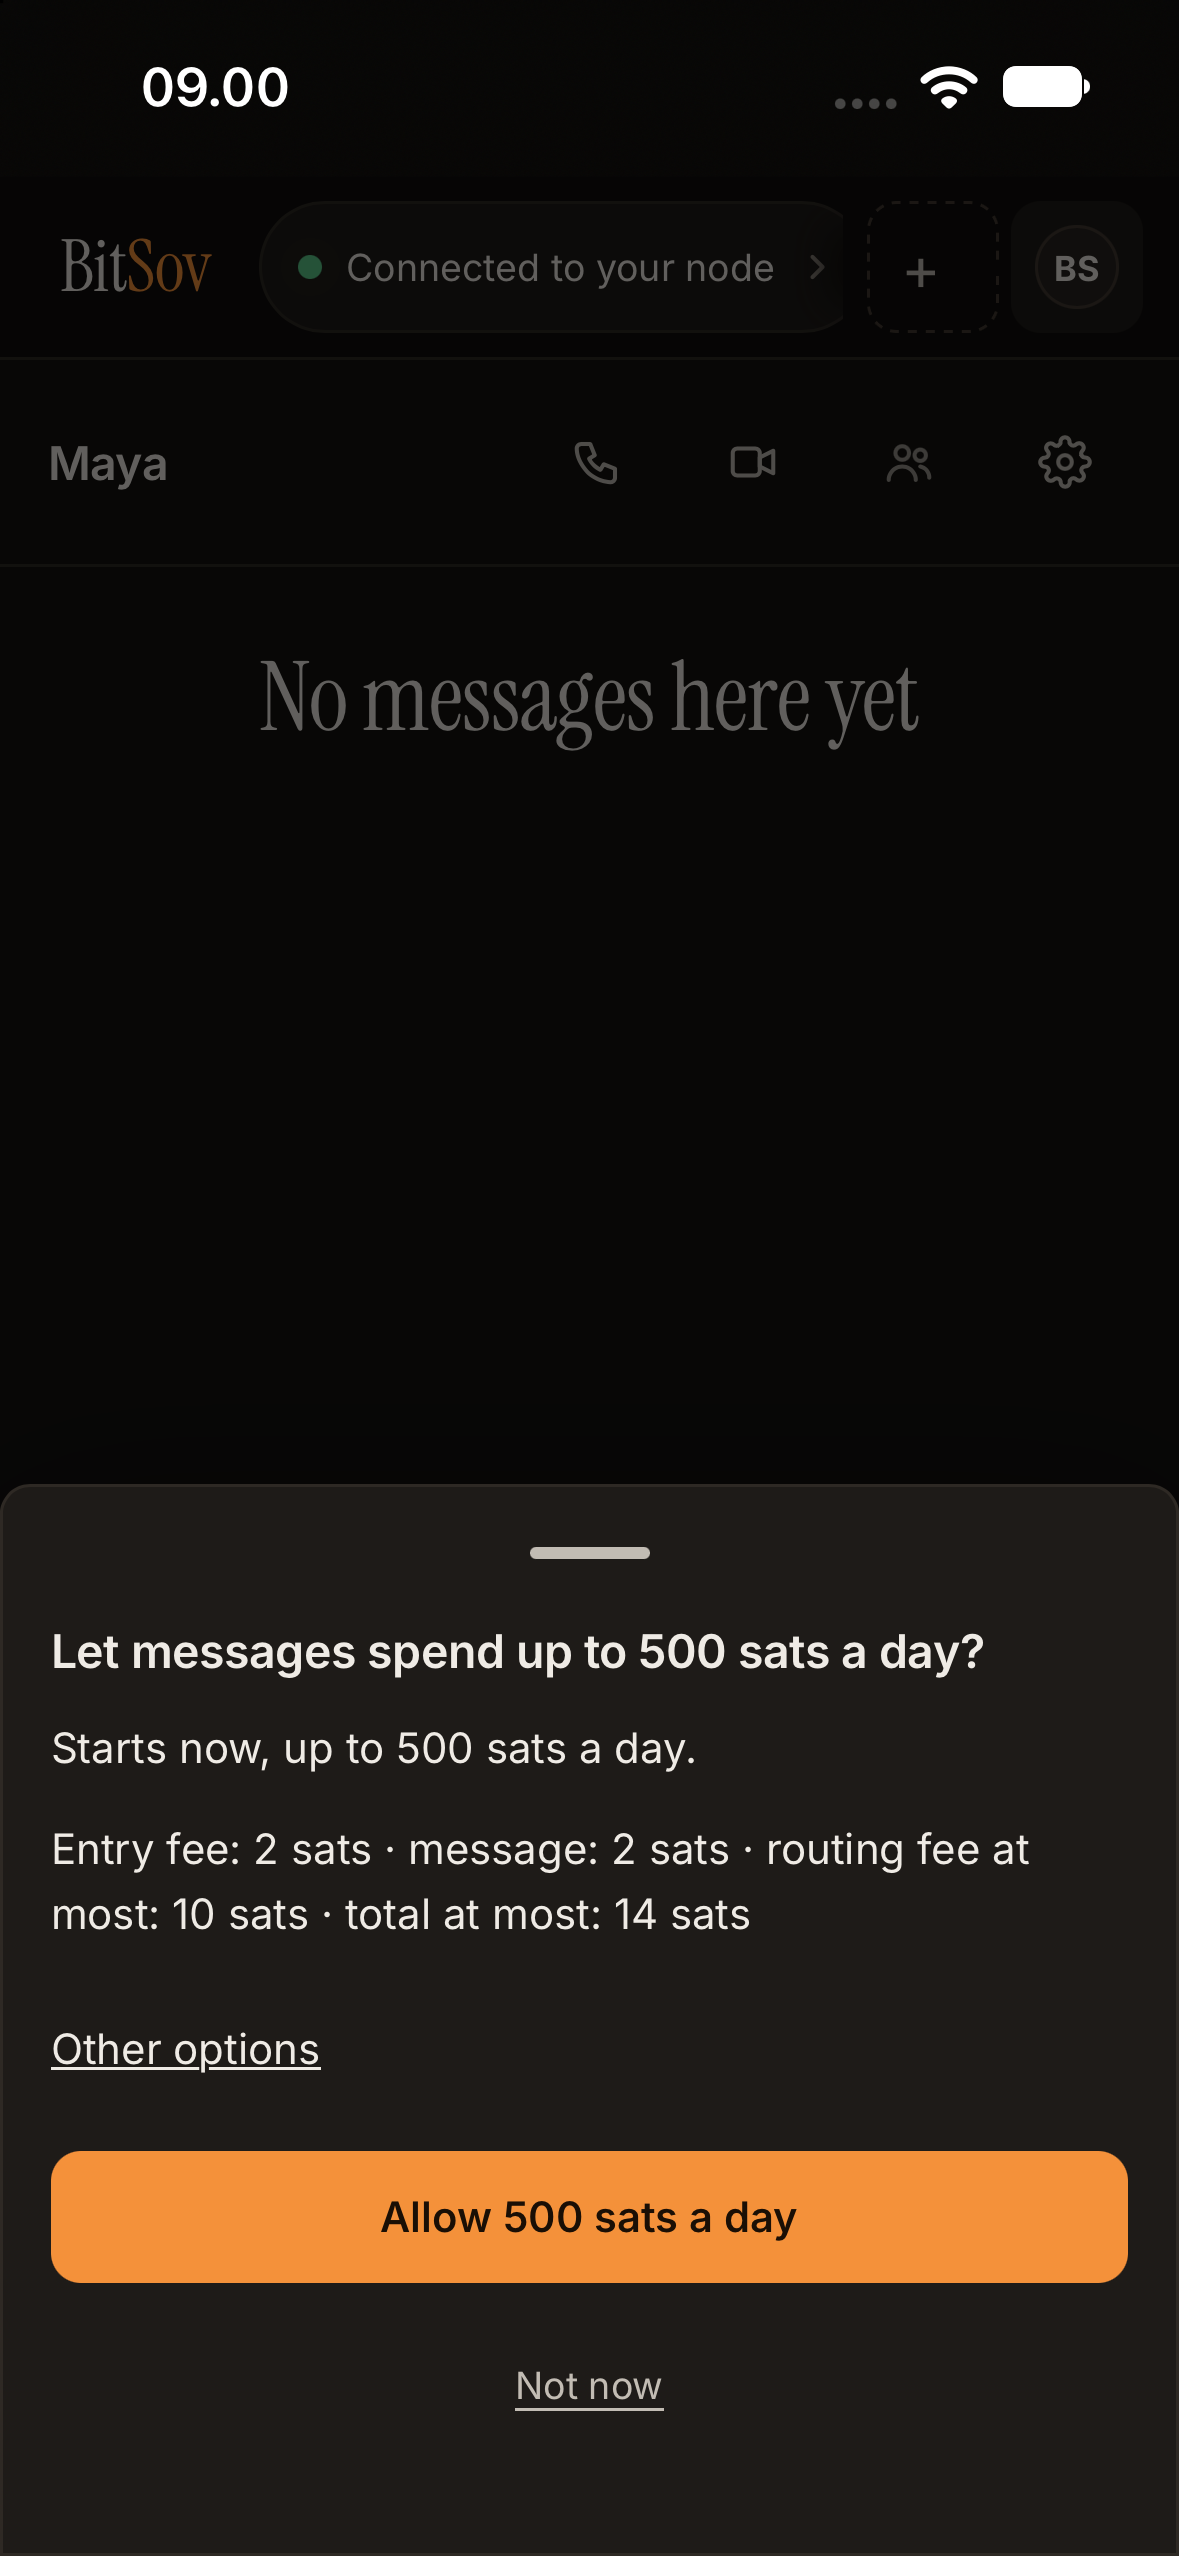 09.00
BitSov
Connected to your node
+
BS
Maya
No messages here yet
Let messages spend up to 500 sats a day?
Starts now, up to 500 sats a day.
Entry fee: 2 sats · message: 2 sats · routing fee at
most: 10 sats · total at most: 14 sats
Other options
Allow 500 sats a day
Not now